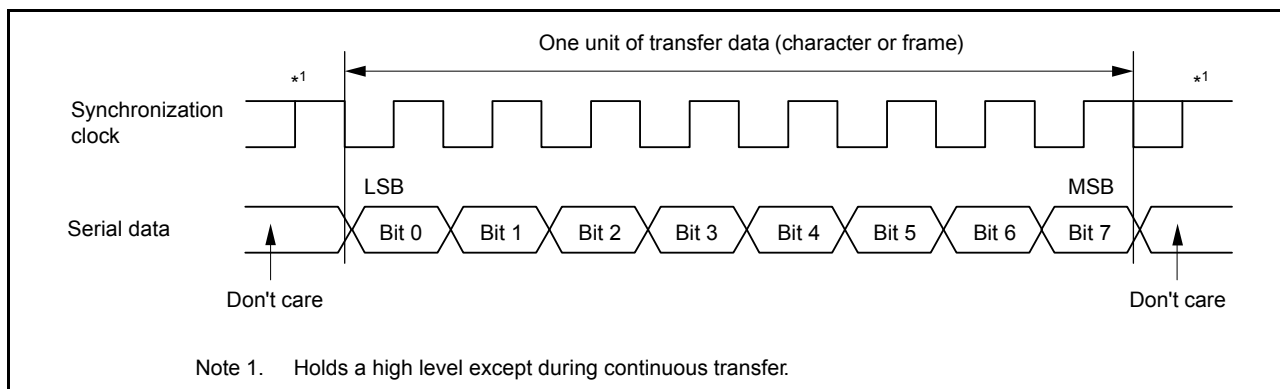 One unit of transfer data (character or frame)
*1 *1
Synchronization
clock
LSB MSB
Serial data Bit 0 Bit 1 Bit 2 Bit 3 Bit 4 Bit 5 Bit 6 Bit 7
Don't care Don't care
Note 1. Holds a high level except during continuous transfer.